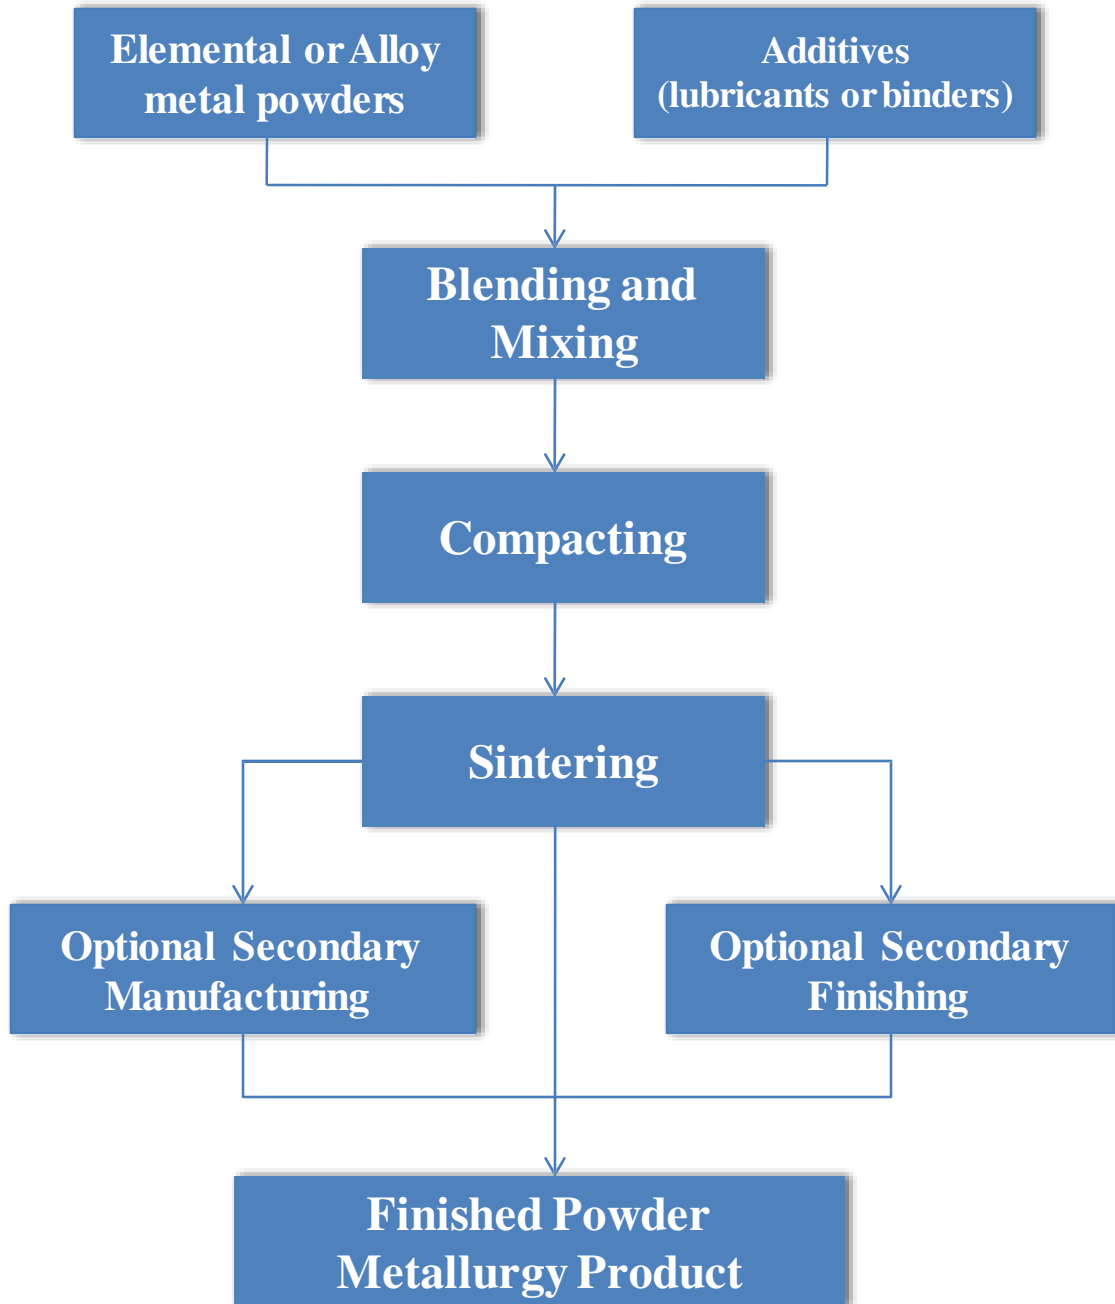 Elemental or Alloy
metal powders
Additives
(lubricants or binders)
Blending and
Mixing
Compacting
Sintering
Optional Secondary
Manufacturing
Optional Secondary
Finishing
Finished Powder
Metallurgy Product